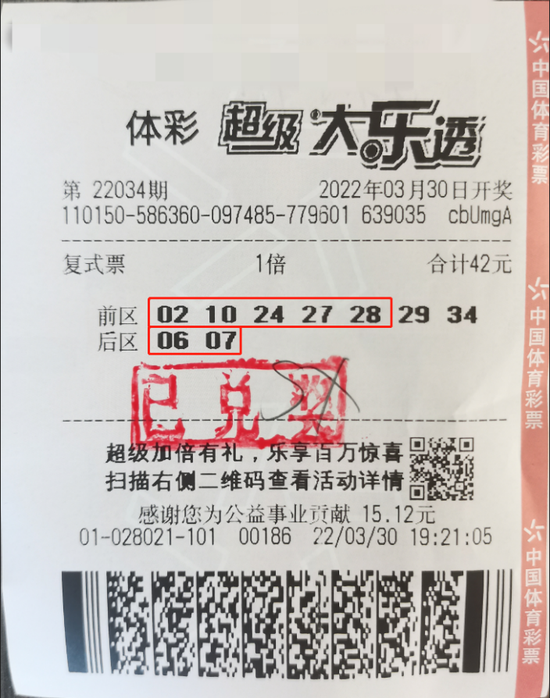 体彩 超级大乐透
第 22034期 2022年03月30日开奖
110150-586360-097485-779601 639035 cbUmgA
复式票 1倍 合计42元
前区 02 10 24 27 28 29 34
后区 06 07
已兑奖
超级加倍有礼，乐享百万惊喜
扫描右侧二维码查看活动详情
感谢您为公益事业贡献 15.12元
01-028021-101 00186 22/03/30 19:21:05
中国体育彩票
中国体育彩票
中国体育彩票